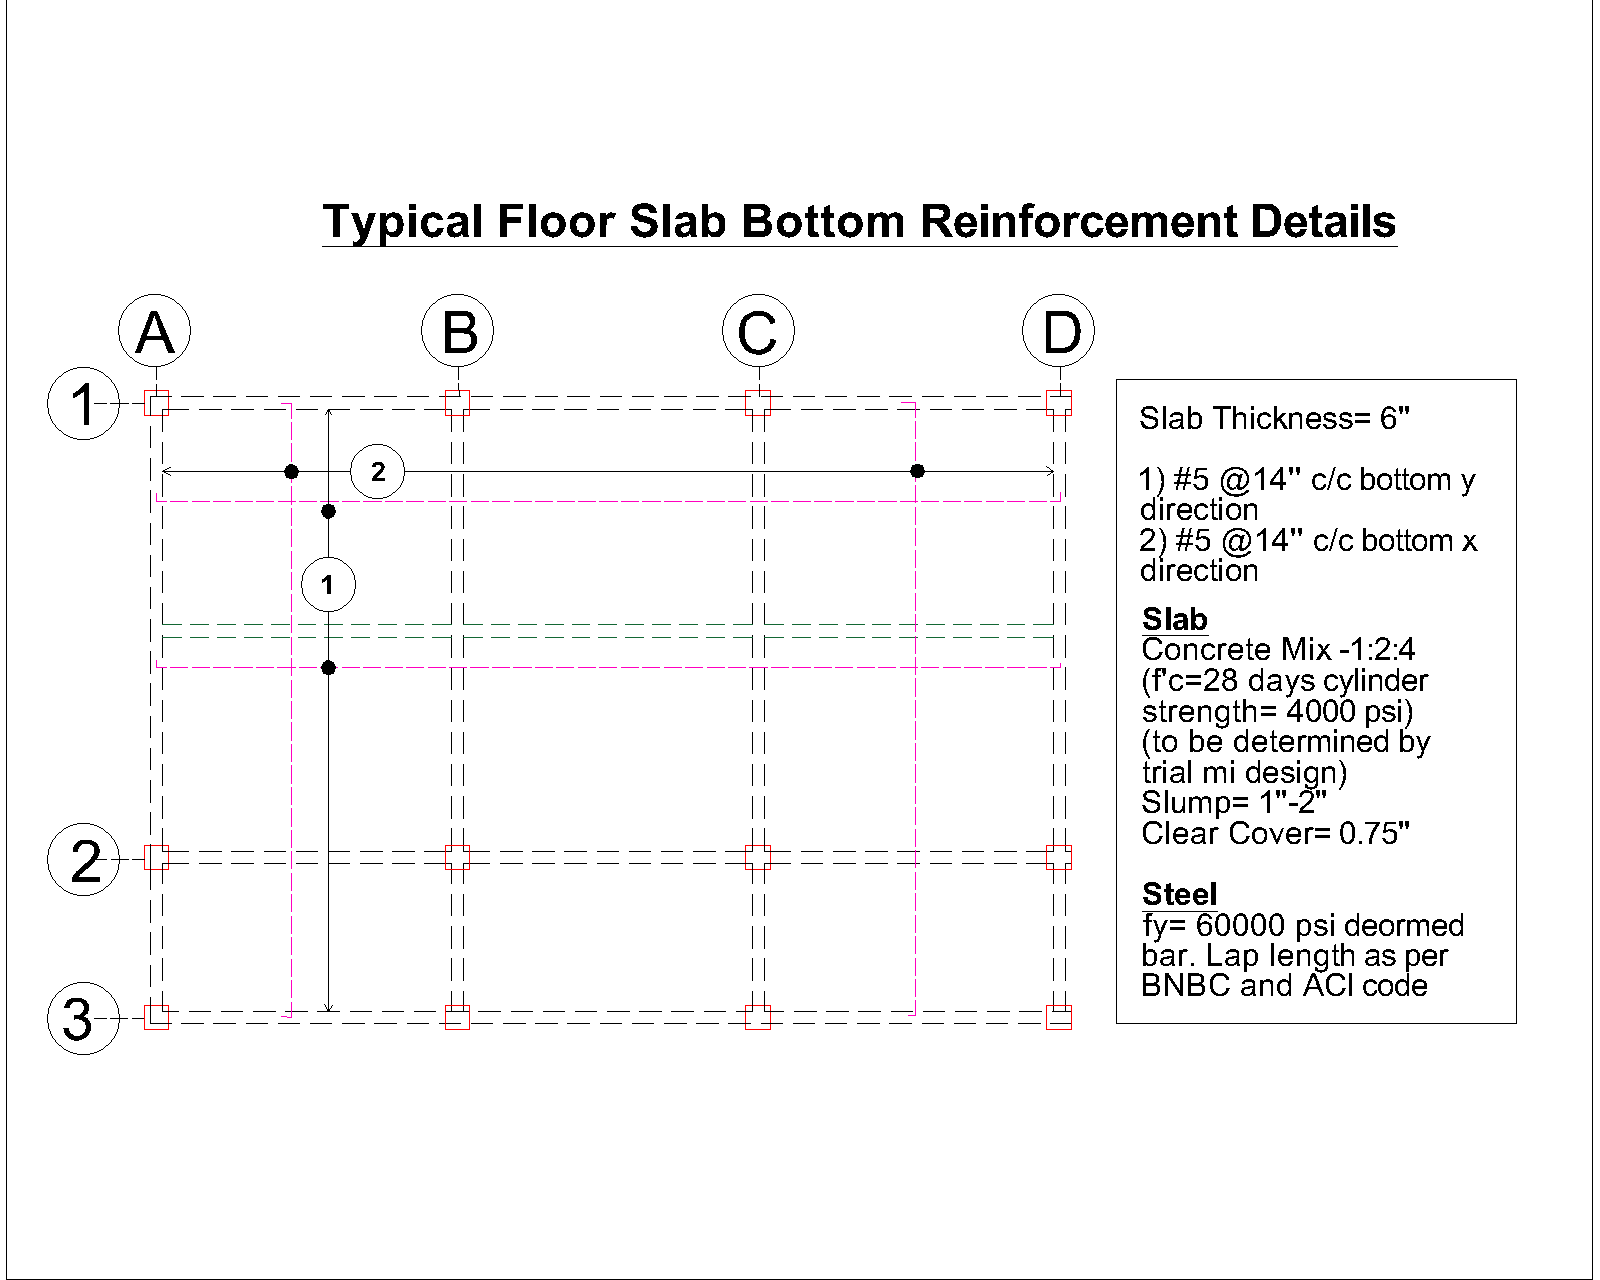 Typical Floor Slab Bottom Reinforcement Details
A B C D
1
2
1
2
3
Slab Thickness= 6"
1) #5 @14" c/c bottom y
direction
2) #5 @14" c/c bottom x
direction
Slab
Concrete Mix -1:2:4
(f'c=28 days cylinder
strength= 4000 psi)
(to be determined by
trial mi design)
Slump= 1"-2"
Clear Cover= 0.75"
Steel
fy= 60000 psi deormed
bar. Lap length as per
BNBC and ACI code